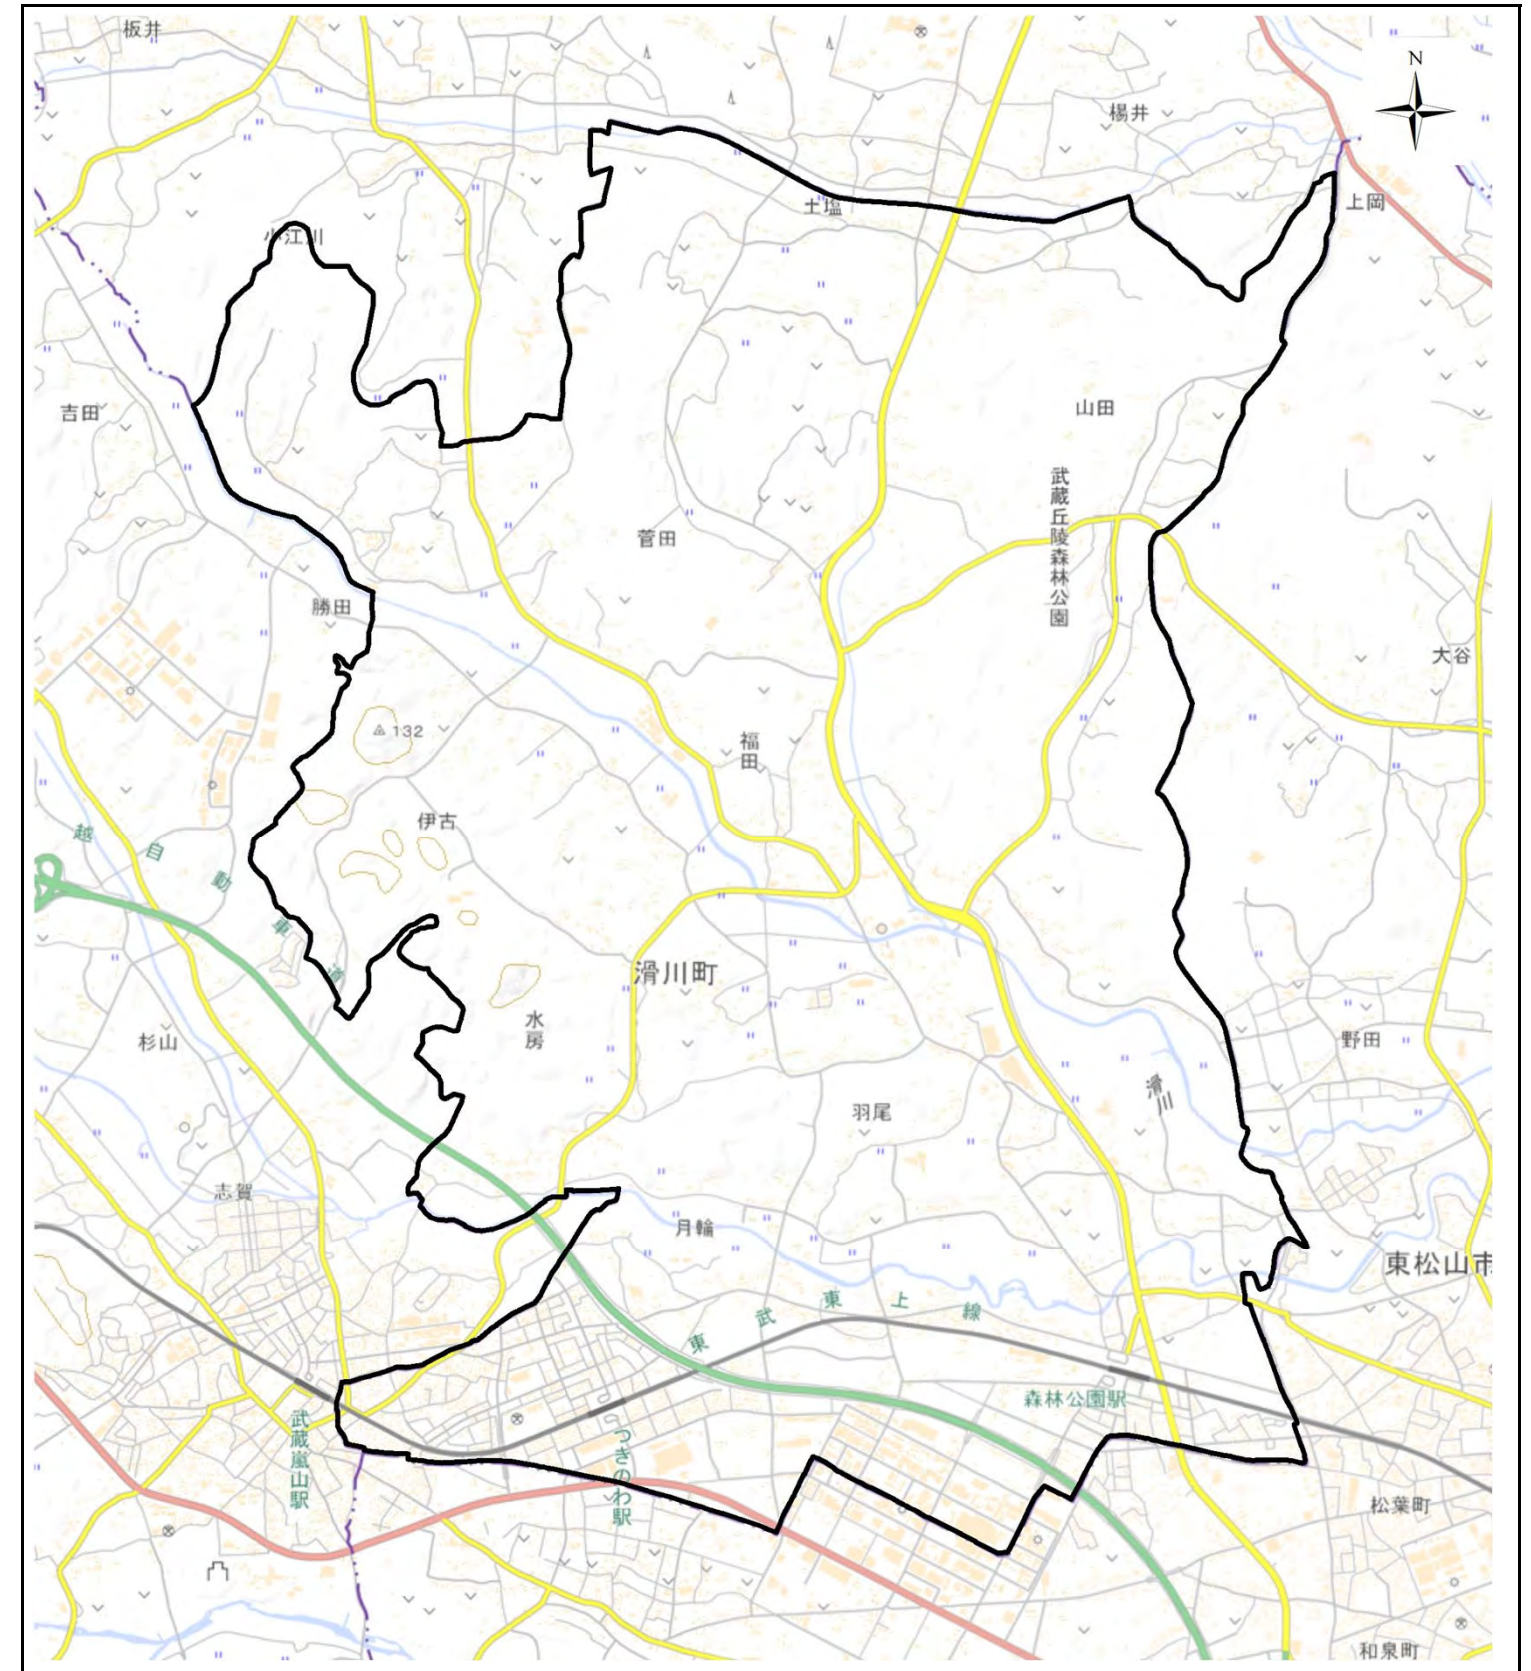 板井
N
楊井
土塩
上岡
小江川
吉田
山田
武蔵丘陵森林公園
菅田
勝田
大谷
132
福田
伊古
越自動車道
滑川町
水房
杉山
野田
滑川
羽尾
志賀
月輪
東松山市
東武東上線
森林公園駅
武蔵嵐山駅
つきのわ駅
松葉町
和泉町